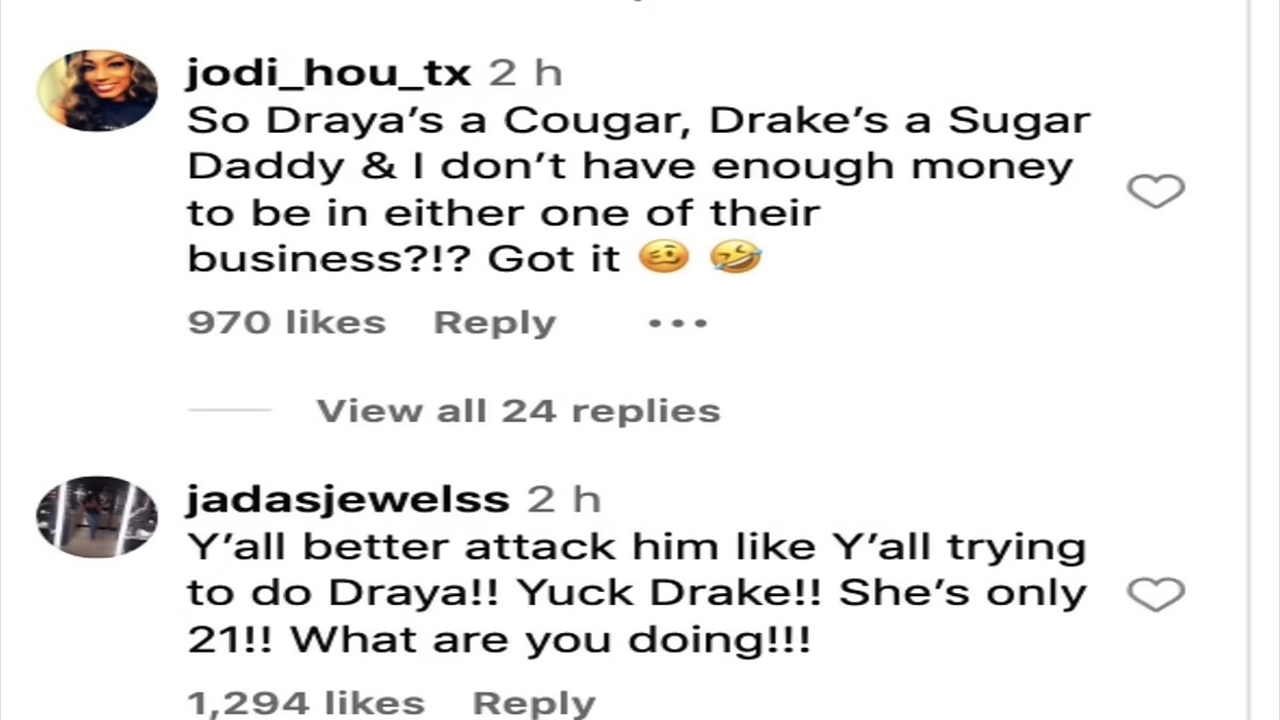 jodi_hou_tx 2 h
So Draya’s a Cougar, Drake’s a Sugar
Daddy & I don’t have enough money
to be in either one of their
business?!? Got it 🥴 🤣
970 likes Reply •••
View all 24 replies
jadasjewelss 2 h
Y’all better attack him like Y’all trying
to do Draya!! Yuck Drake!! She’s only
21!! What are you doing!!!
1,294 likes Reply